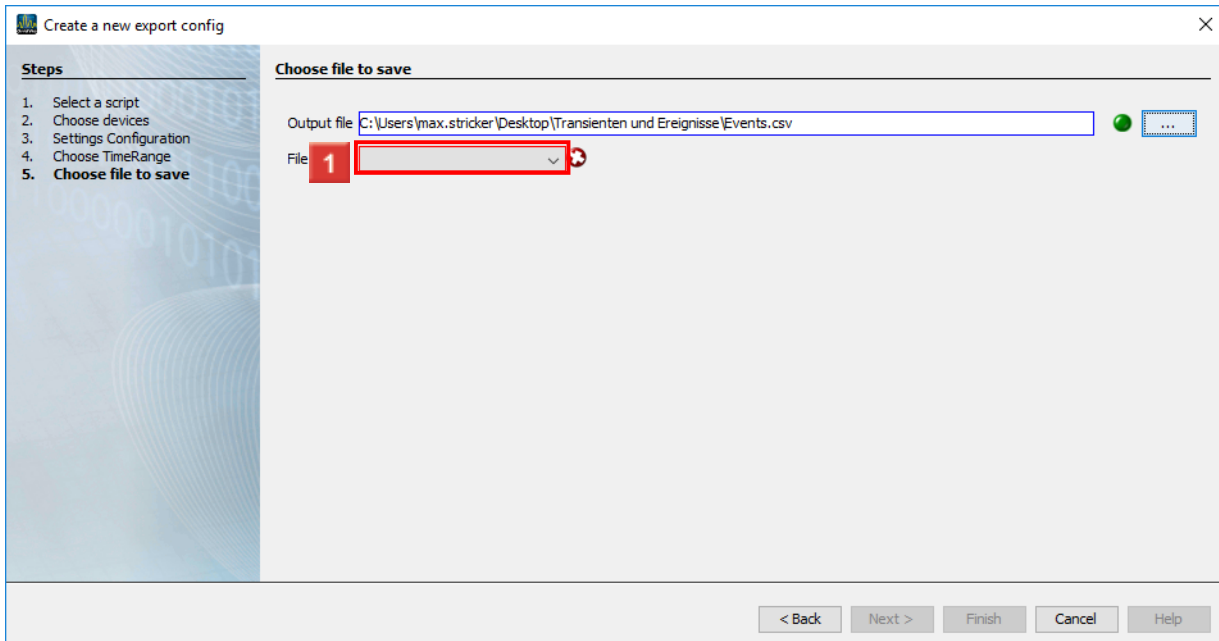 Create a new export config
Steps
1. Select a script
2. Choose devices
3. Settings Configuration
4. Choose TimeRange
5. Choose file to save
Choose file to save
Output file C:\Users\max.stricker\Desktop\Transienten und Ereignisse\Events.csv ...
File 1
< Back Next > Finish Cancel Help